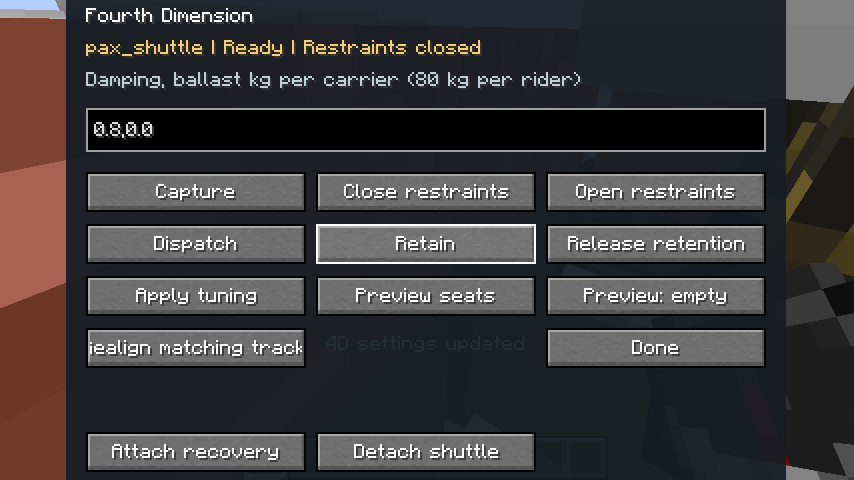 Fourth Dimension
pax_shuttle | Ready | Restraints closed
Damping, ballast kg per carrier (80 kg per rider)
0.8,0.0
Capture
Close restraints
Open restraints
Dispatch
Retain
Release retention
Apply tuning
Preview seats
Preview: empty
ealign matching track
4D settings updated
Done
Attach recovery
Detach shuttle